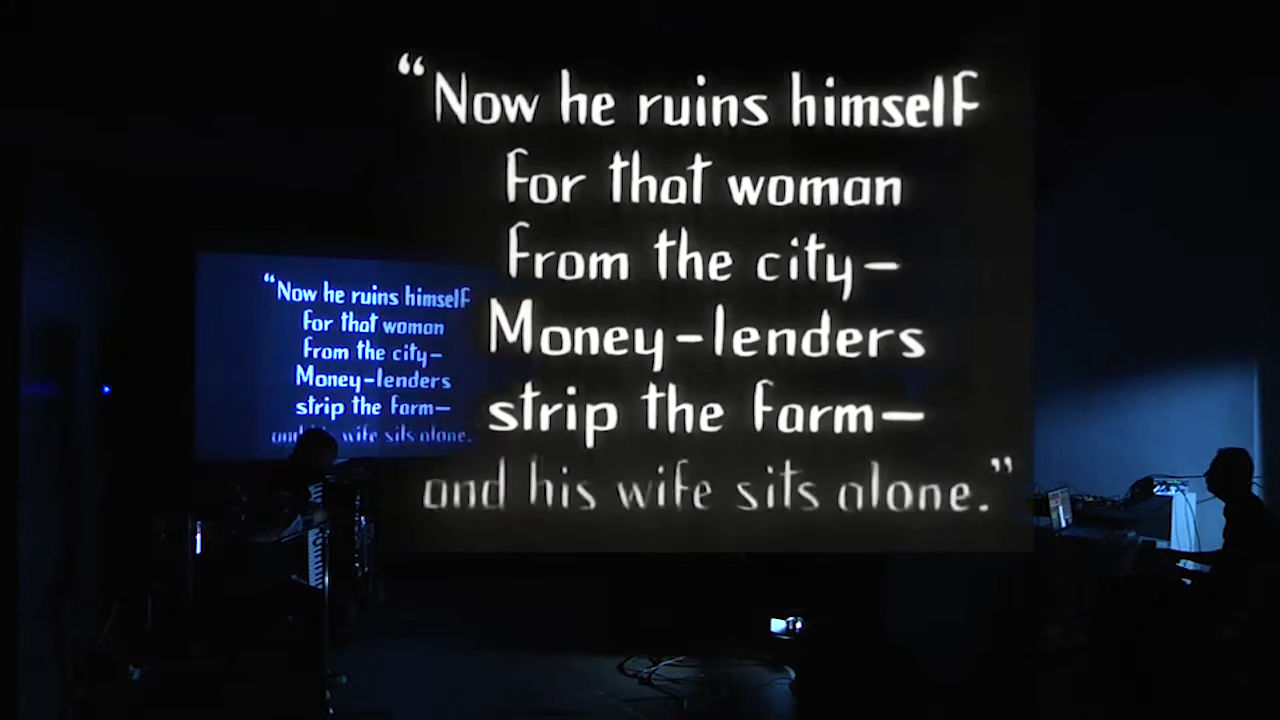 “Now he ruins himself
for that woman
from the city–
Money-lenders
strip the farm–
and his wife sits alone.”
“Now he ruins himself
for that woman
from the city–
Money-lenders
strip the farm–
and his wife sits alone.